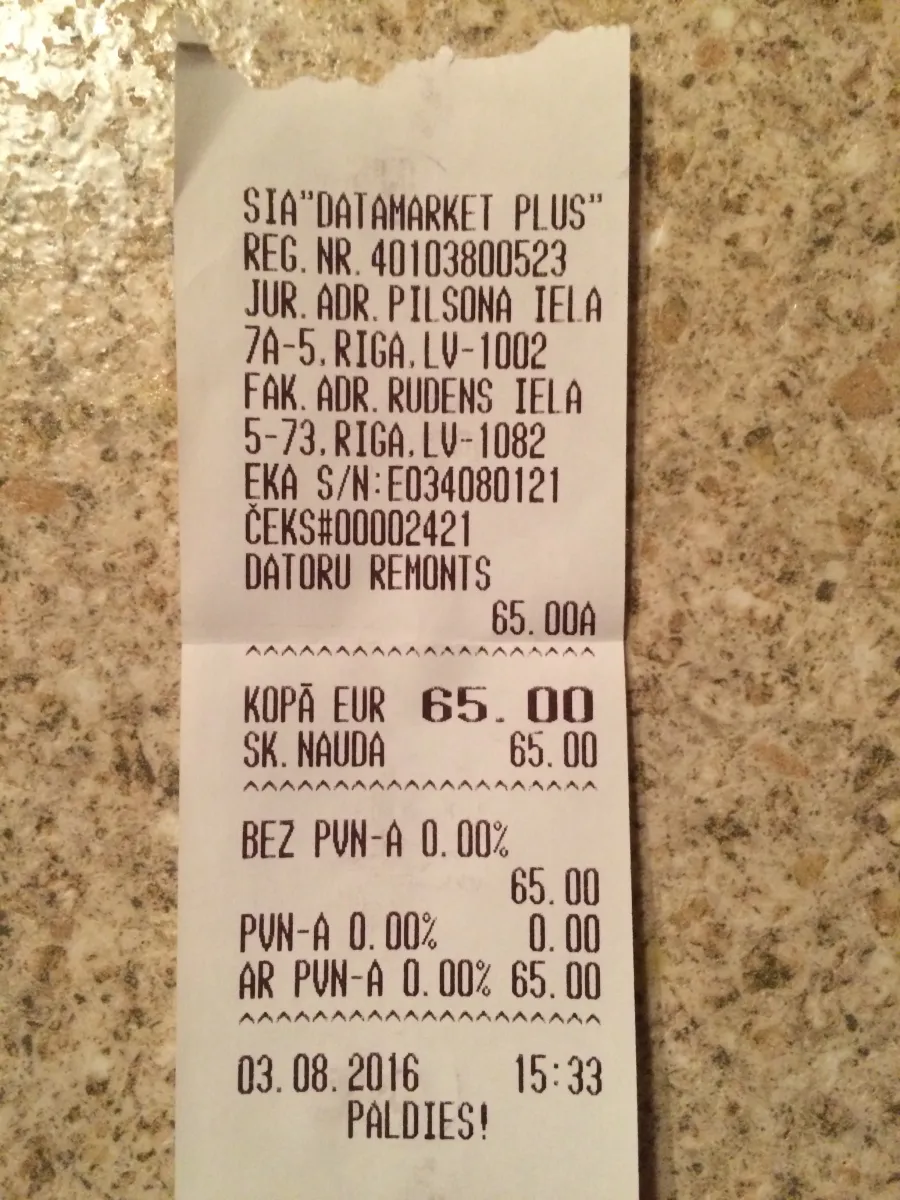 SIA"DATAMARKET PLUS"
REG. NR. 40103800523
JUR. ADR. PILSONA IELA
7A-5, RIGA, LV-1002
FAK. ADR. RUDENS IELA
5-73, RIGA, LV-1082
EKA S/N:E034080121
ČEKS#00002421
DATORU REMONTS
65.00A
^^^^^^^^^^^^^^^^^^^^
KOPĀ EUR 65.00
SK. NAUDA 65.00
^^^^^^^^^^^^^^^^^^^^
BEZ PVN-A 0.00%
65.00
PVN-A 0.00% 0.00
AR PVN-A 0.00% 65.00
^^^^^^^^^^^^^^^^^^^^
03.08.2016 15:33
PALDIES!